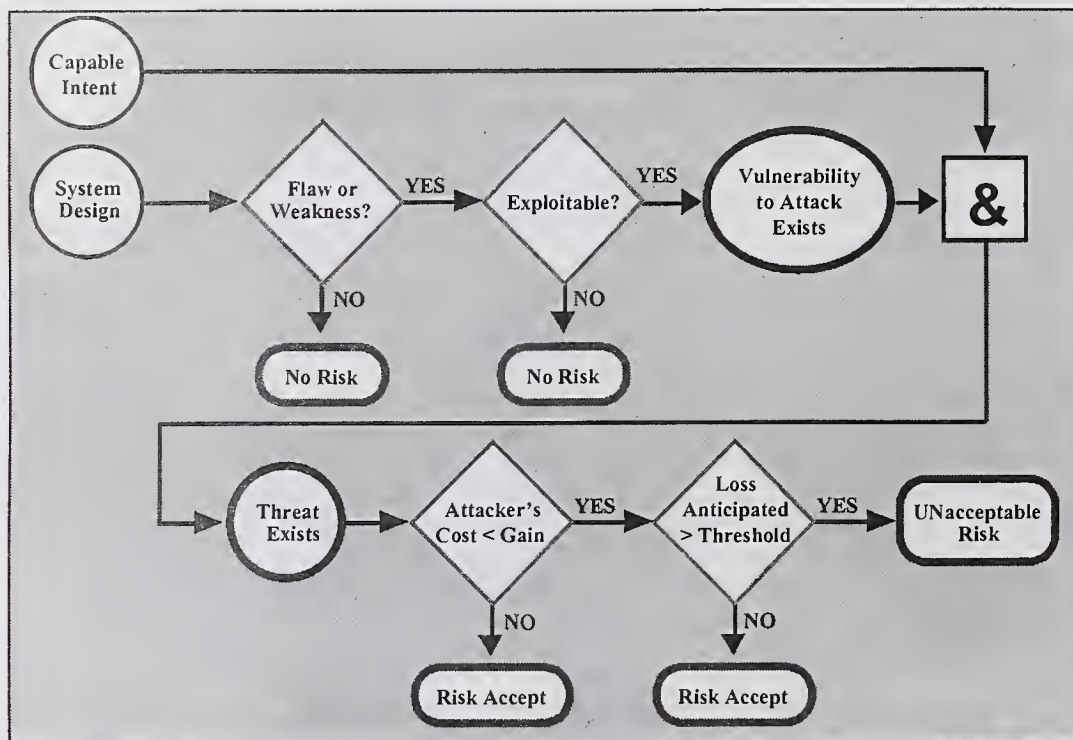 Capable
Intent
System
Design
Flaw or
Weakness?
YES
Exploitable?
YES
Vulnerability
to Attack
Exists
&
NO
No Risk
NO
No Risk
Threat
Exists
Attacker's
Cost < Gain
YES
Loss
Anticipated
> Threshold
YES
UNacceptable
Risk
NO
Risk Accept
NO
Risk Accept